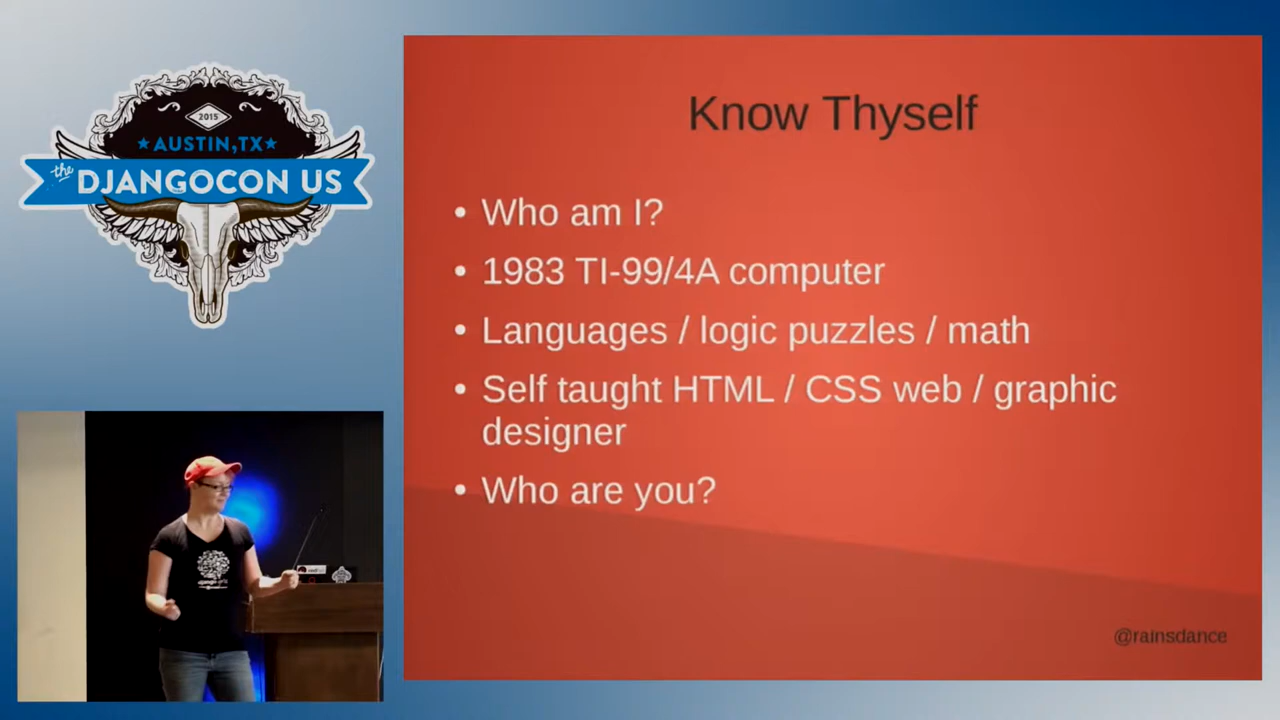 2015
AUSTIN, TX
the
DJANGOCON US
Know Thyself
• Who am I?
• 1983 TI-99/4A computer
• Languages / logic puzzles / math
• Self taught HTML / CSS web / graphic
designer
• Who are you?
@rainsdance